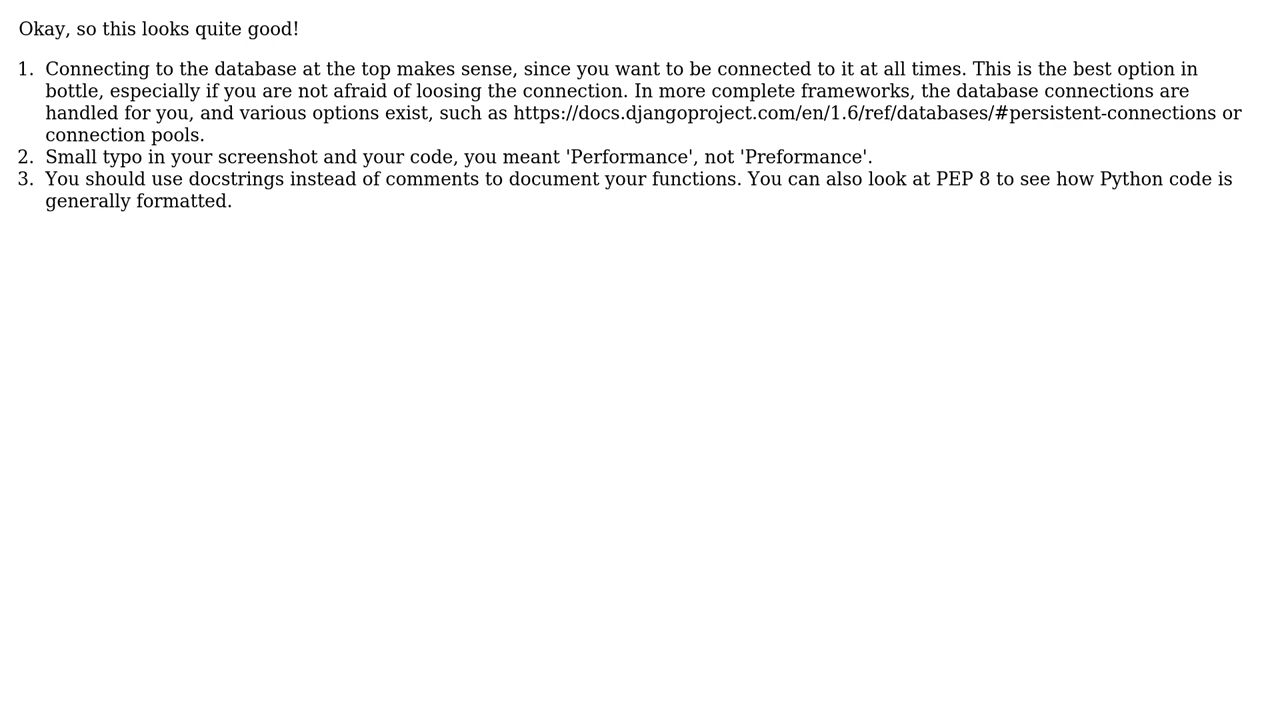 Okay, so this looks quite good!
1. Connecting to the database at the top makes sense, since you want to be connected to it at all times. This is the best option in
bottle, especially if you are not afraid of loosing the connection. In more complete frameworks, the database connections are
handled for you, and various options exist, such as https://docs.djangoproject.com/en/1.6/ref/databases/#persistent-connections or
connection pools.
2. Small typo in your screenshot and your code, you meant 'Performance', not 'Preformance'.
3. You should use docstrings instead of comments to document your functions. You can also look at PEP 8 to see how Python code is
generally formatted.